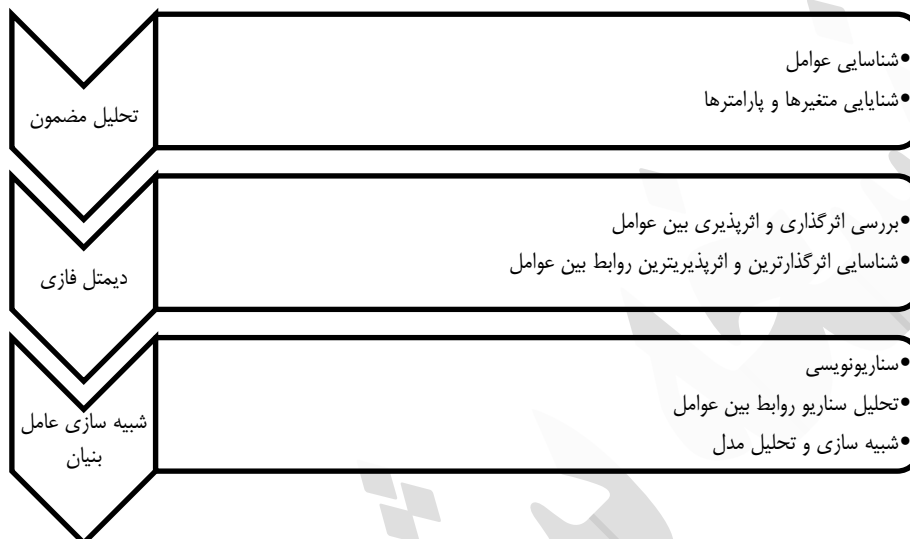 تحلیل مضمون
•شناسایی عوامل
•شنایایی متغیرها و پارامترها
دیمتل فازی
•بررسی اثرگذاری و اثرپذیری بین عوامل
•شناسایی اثرگذارترین و اثرپذیریترین روابط بین عوامل
شبیه سازی عامل
بنیان
•سناریونویسی
•تحلیل سناریو روابط بین عوامل
•شبیه سازی و تحلیل مدل